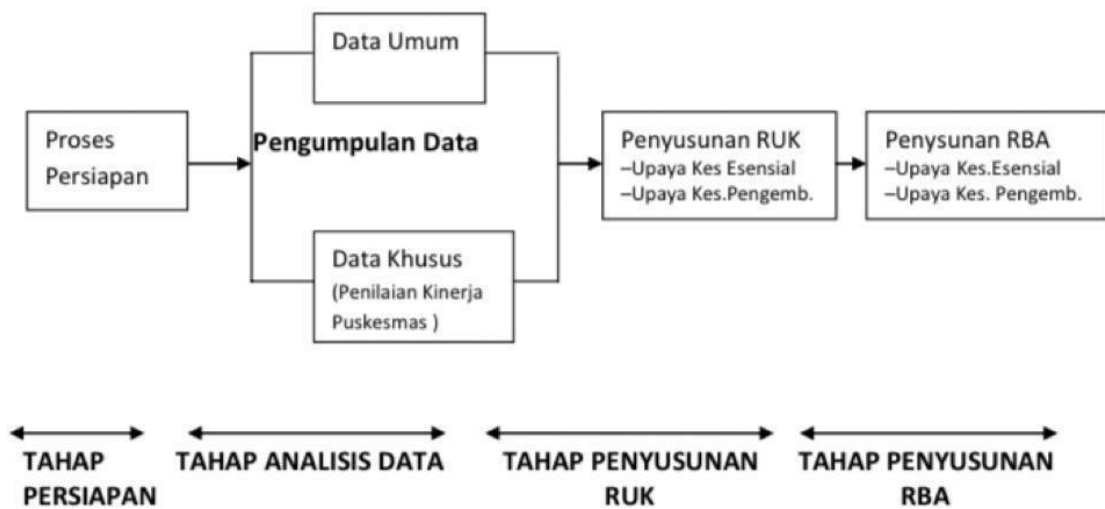 Data Umum
Proses
Persiapan
Pengumpulan Data
Penyusunan RUK
–Upaya Kes Esensial
–Upaya Kes.Pengemb.
Penysunan RBA
–Upaya Kes.Esensial
–Upaya Kes. Pengemb.
Data Khusus
(Penilaian Kinerja
Puskesmas )
TAHAP
PERSIAPAN
TAHAP ANALISIS DATA
TAHAP PENYUSUNAN
RUK
TAHAP PENYUSUNAN
RBA